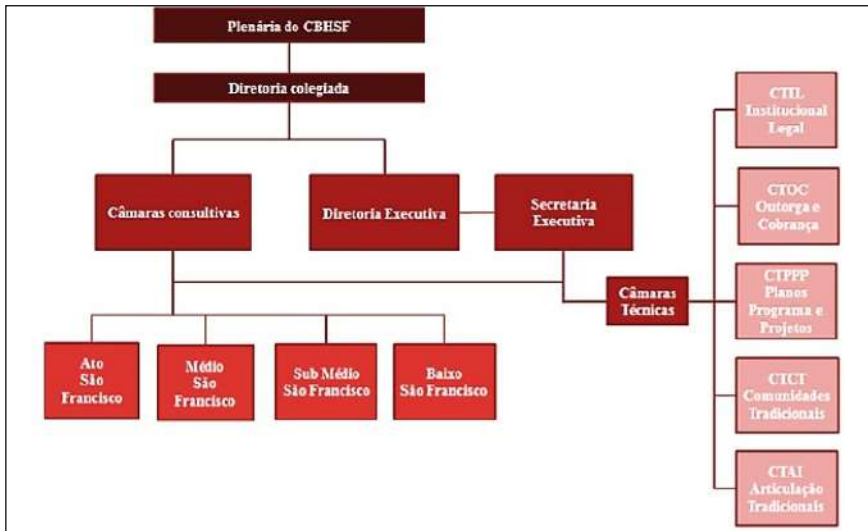 Plenária do CBHSF
Diretoria colegiada
Câmaras consultivas
Diretoria Executiva
Secretaria
Executiva
Câmaras
Técnicas
Ato
São
Francisco
Médio
São
Francisco
Sub Médio
São Francisco
Baixo
São Francisco
CTIL
Institucional
Legal
CTOC
Outorga e
Cobrança
CTPPP
Planos
Programa e
Projetos
CTCT
Comunidades
Tradicionais
CTAI
Articulação
Tradicionais